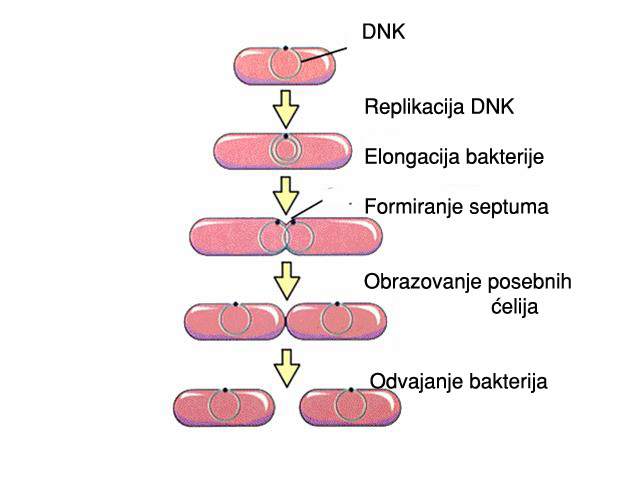 DNK
Replikacija DNK
Elongacija bakterije
Formiranje septuma
Obrazovanje posebnih
ćelija
Odvajanje bakterija